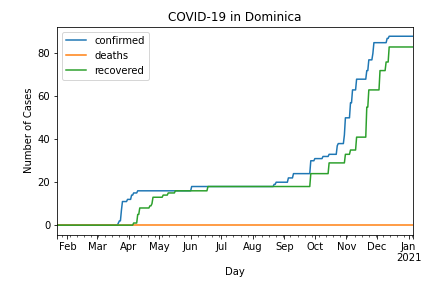 COVID-19 in Dominica
confirmed
deaths
recovered
Number of Cases
80
60
40
20
0
Feb Mar Apr May Jun Jul Aug Sep Oct Nov Dec Jan
2021
Day